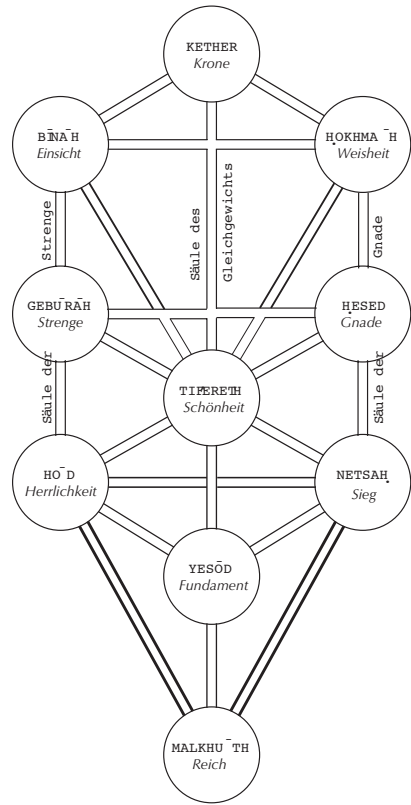 KETHER
Krone
BĪNĀH
Einsicht
ḤOKHMĀH
Weisheit
Strenge
Säule des
Gleichgewichts
Gnade
GEBŪRĀH
Strenge
ḤESED
Gnade
Säule der
TIFERETH
Schönheit
Säule der
HŌD
Herrlichkeit
NETSAḤ
Sieg
YESŌD
Fundament
MALKHŪTH
Reich